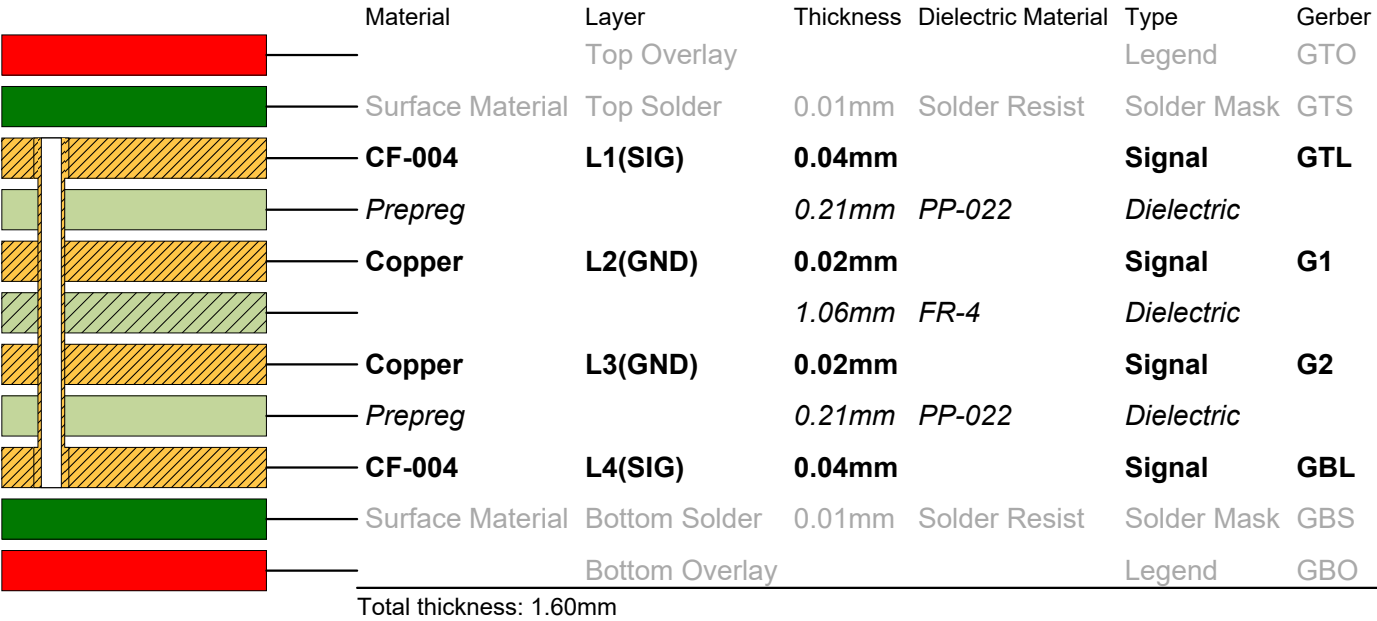 Material Layer Thickness Dielectric Material Type Gerber
Top Overlay Legend GTO
Surface Material Top Solder 0.01mm Solder Resist Solder Mask GTS
CF-004 L1(SIG) 0.04mm Signal GTL
Prepreg 0.21mm PP-022 Dielectric
Copper L2(GND) 0.02mm Signal G1
1.06mm FR-4 Dielectric
Copper L3(GND) 0.02mm Signal G2
Prepreg 0.21mm PP-022 Dielectric
CF-004 L4(SIG) 0.04mm Signal GBL
Surface Material Bottom Solder 0.01mm Solder Resist Solder Mask GBS
Bottom Overlay Legend GBO
Total thickness: 1.60mm